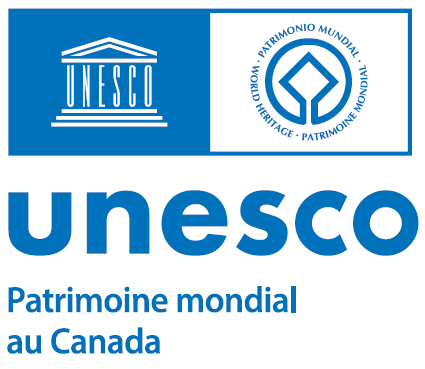 UNESCO
PATRIMONIO MUNDIAL · WORLD HERITAGE · PATRIMOINE MONDIAL ·
unesco
Patrimoine mondial
au Canada